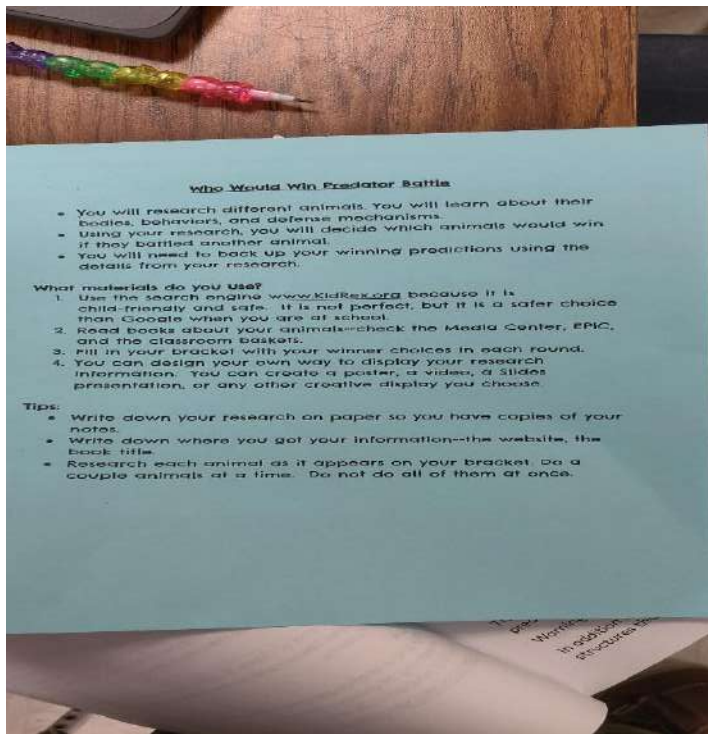 Who Would Win Predator Battle
• You will research different animals. You will learn about their
bodies, behaviors, and defense mechanisms.
• Using your research, you will decide which animals would win
if they battled another animal.
• You will need to back up your winning predictions using the
details from your research.
What materials do you use?
1. Use the search engine www.KidRex.org because it is
child-friendly and safe. It is not perfect, but it is a safer choice
than Google when you are at school.
2. Read books about your animals--check the Media Center, EPIC,
and the classroom baskets.
3. Fill in your bracket with your winner choices in each round.
4. You can design your own way to display your research
information. You can create a poster, a video, a Slides
presentation, or any other creative display you choose.
Tips:
• Write down your research on paper so you have copies of your
notes.
• Write down where you got your information--the website, the
book title.
• Research each animal as it appears on your bracket. Do a
couple animals at a time. Do not do all of them at once.
Warning
in addition
structures